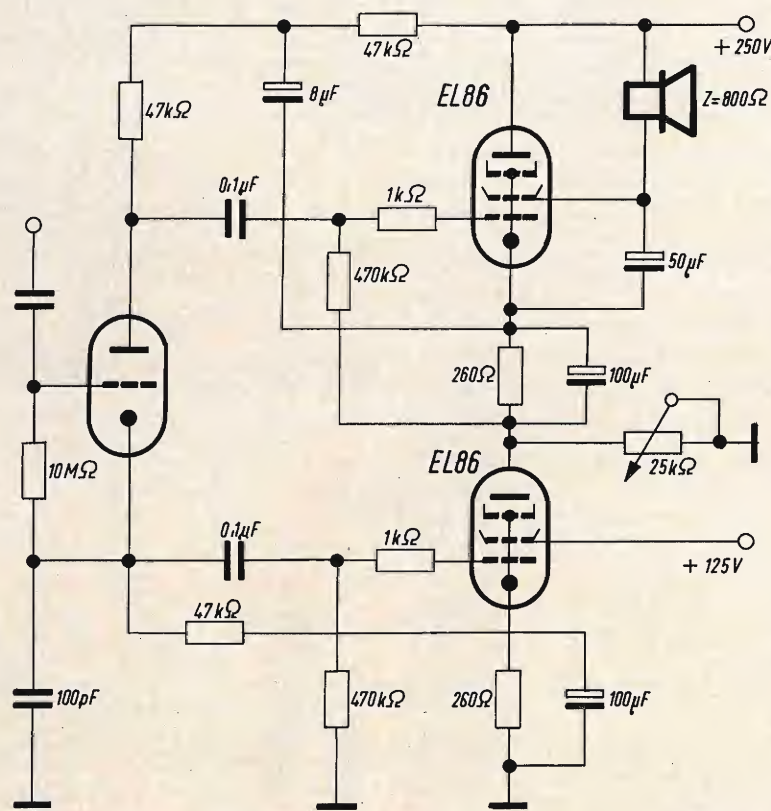 47kΩ
+ 250V
8µF
EL86
47kΩ
Z=800Ω
0,1µF
1kΩ
470kΩ
50µF
260Ω
100µF
EL86
25kΩ
10MΩ
0,1µF
1kΩ
+ 125V
47kΩ
100pF
470kΩ
260Ω
100µF